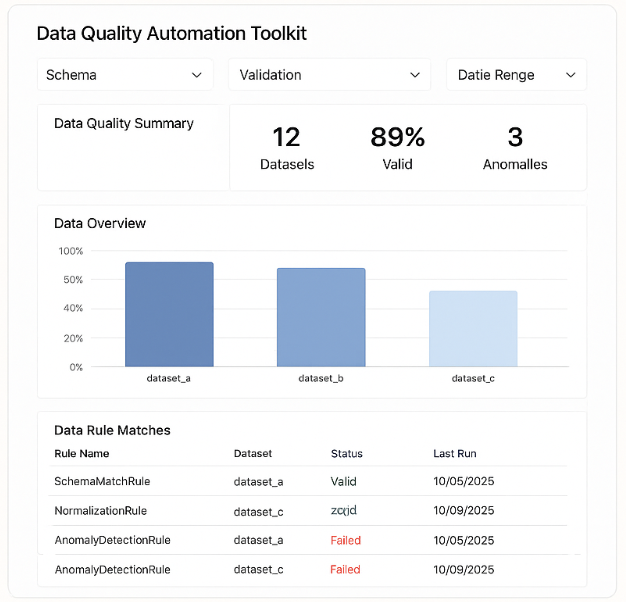 Data Quality Automation Toolkit
Schema Validation Datie Renge
Data Quality Summary
12 89% 3
Datasels Valid Anomalles
Data Overview
100%
50%
40%
20%
0%
dataset_a dataset_b dataset_c
Data Rule Matches
Rule Name Dataset Status Last Run
SchemaMatchRule dataset_a Valid 10/05/2025
NormalizationRule dataset_c 10/09/2025
AnomalyDetectionRule dataset_a Failed 10/05/2025
AnomalyDetectionRule dataset_c Failed 10/09/2025